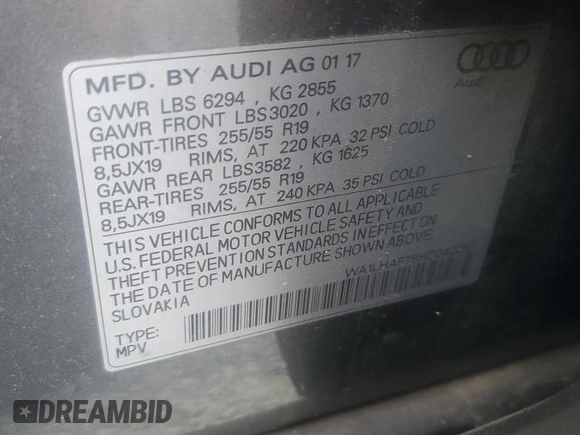 MFD. BY AUDI AG 01 17
Audi
GVWR LBS 6294 , KG 2855
GAWR FRONT LBS3020 , KG 1370
FRONT-TIRES 255/55 R19
8,5JX19 RIMS, AT 220 KPA 32 PSI COLD
GAWR REAR LBS3582 , KG 1625
REAR-TIRES 255/55 R19
8,5JX19 RIMS, AT 240 KPA 35 PSI COLD
THIS VEHICLE CONFORMS TO ALL APPLICABLE
U.S. FEDERAL MOTOR VEHICLE SAFETY AND
THEFT PREVENTION STANDARDS IN EFFECT ON
THE DATE OF MANUFACTURE SHOWN ABOVE.
SLOVAKIA
TYPE:
MPV
DREAMBID